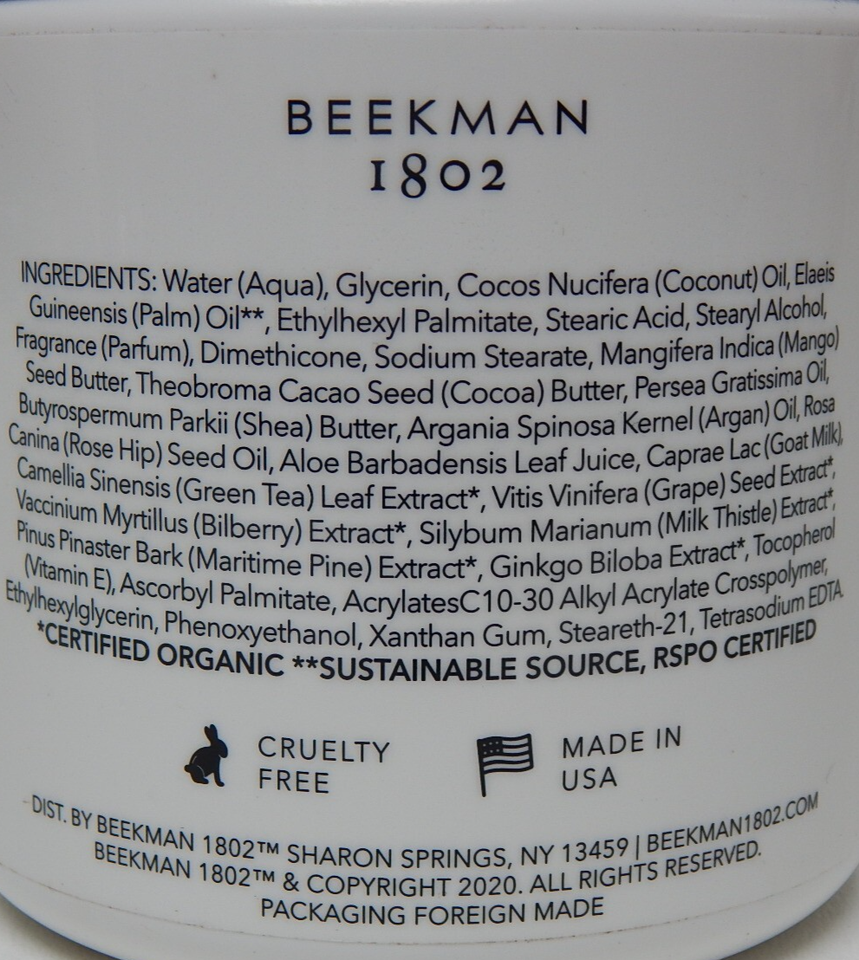 BEEKMAN
1802
INGREDIENTS: Water (Aqua), Glycerin, Cocos Nucifera (Coconut) Oil, Elaeis
Guineensis (Palm) Oil**, Ethylhexyl Palmitate, Stearic Acid, Stearyl Alcohol,
Fragrance (Parfum), Dimethicone, Sodium Stearate, Mangifera Indica (Mango)
Seed Butter, Theobroma Cacao Seed (Cocoa) Butter, Persea Gratissima Oil,
Butyrospermum Parkii (Shea) Butter, Argania Spinosa Kernel (Argan) Oil, Rosa
Canina (Rose Hip) Seed Oil, Aloe Barbadensis Leaf Juice, Caprae Lac (Goat Milk),
Camellia Sinensis (Green Tea) Leaf Extract*, Vitis Vinifera (Grape) Seed Extract*,
Vaccinium Myrtillus (Bilberry) Extract*, Silybum Marianum (Milk Thistle) Extract*,
Pinus Pinaster Bark (Maritime Pine) Extract*, Ginkgo Biloba Extract*, Tocopherol
(Vitamin E), Ascorbyl Palmitate, AcrylatesC10-30 Alkyl Acrylate Crosspolymer,
Ethylhexylglycerin, Phenoxyethanol, Xanthan Gum, Steareth-21, Tetrasodium EDTA.
*CERTIFIED ORGANIC **SUSTAINABLE SOURCE, RSPO CERTIFIED
CRUELTY
FREE
MADE IN
USA
DIST. BY BEEKMAN 1802™ SHARON SPRINGS, NY 13459 | BEEKMAN1802.COM
BEEKMAN 1802™ & COPYRIGHT 2020. ALL RIGHTS RESERVED.
PACKAGING FOREIGN MADE